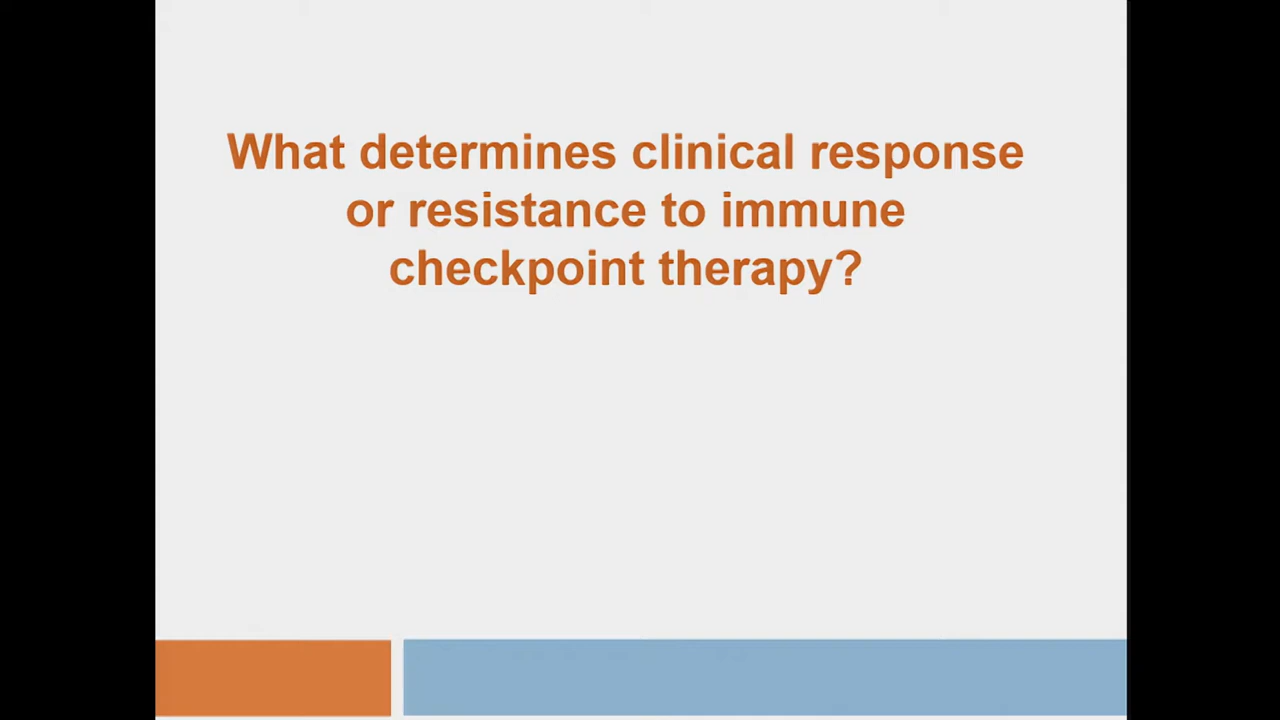 What determines clinical response
or resistance to immune
checkpoint therapy?